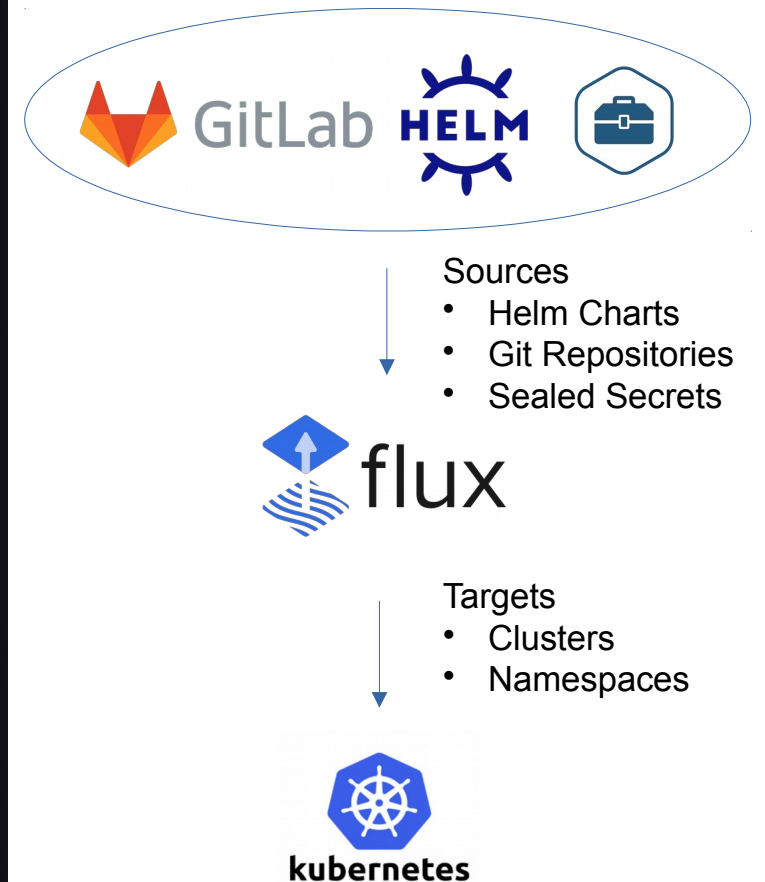 GitLab HELM
Sources
• Helm Charts
• Git Repositories
• Sealed Secrets
flux
Targets
• Clusters
• Namespaces
kubernetes